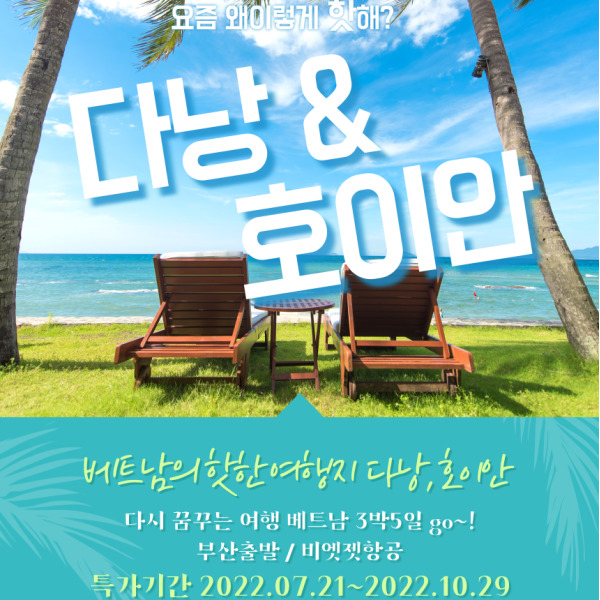 요즘 왜이렇게 핫해?
다낭 &
호이안
베트남의 핫한 여행지 다낭, 호이안
다시 꿈꾸는 여행 베트남 3박5일 go~!
부산출발 / 비엣젯항공
특가기간 2022.07.21~2022.10.29